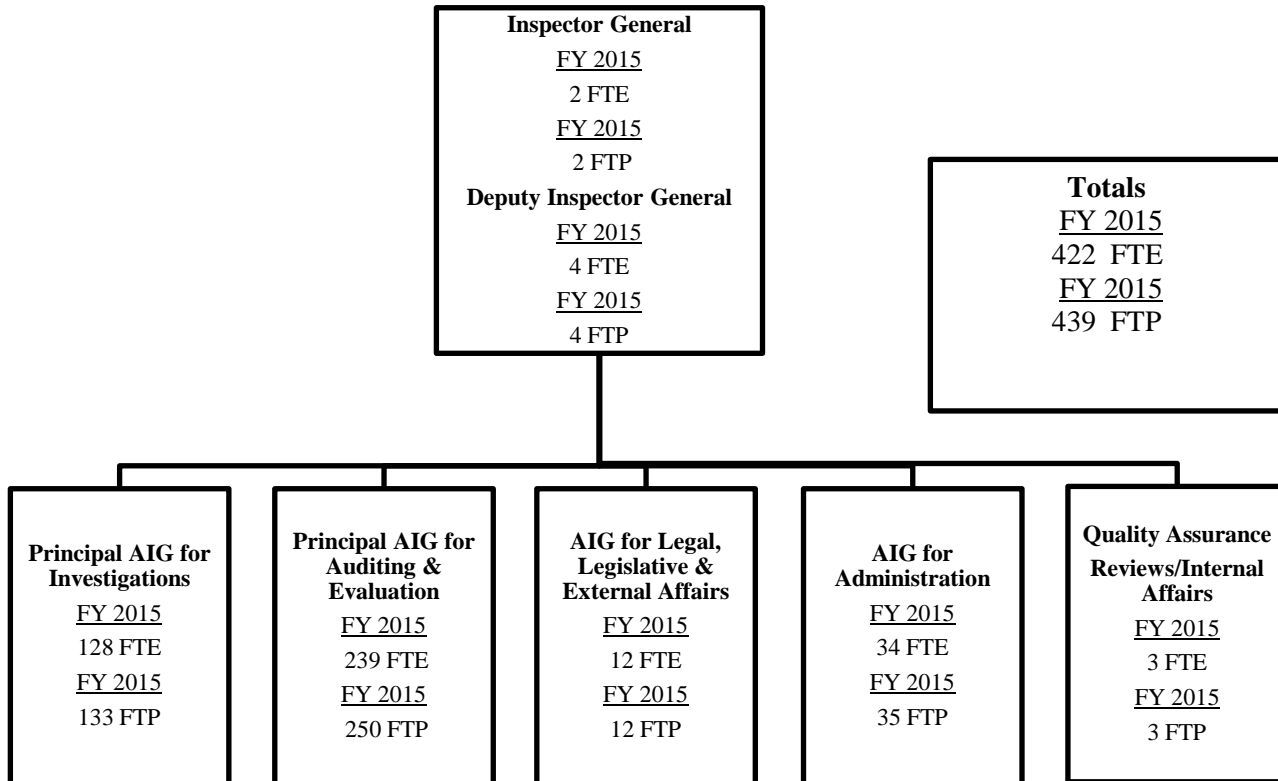 Inspector General
FY 2015
2 FTE
FY 2015
2 FTP
Deputy Inspector General
FY 2015
4 FTE
FY 2015
4 FTP
Totals
FY 2015
422 FTE
FY 2015
439 FTP
Principal AIG for
Investigations
FY 2015
128 FTE
FY 2015
133 FTP
Principal AIG for
Auditing &
Evaluation
FY 2015
239 FTE
FY 2015
250 FTP
AIG for Legal,
Legislative &
External Affairs
FY 2015
12 FTE
FY 2015
12 FTP
AIG for
Administration
FY 2015
34 FTE
FY 2015
35 FTP
Quality Assurance
Reviews/Internal
Affairs
FY 2015
3 FTE
FY 2015
3 FTP